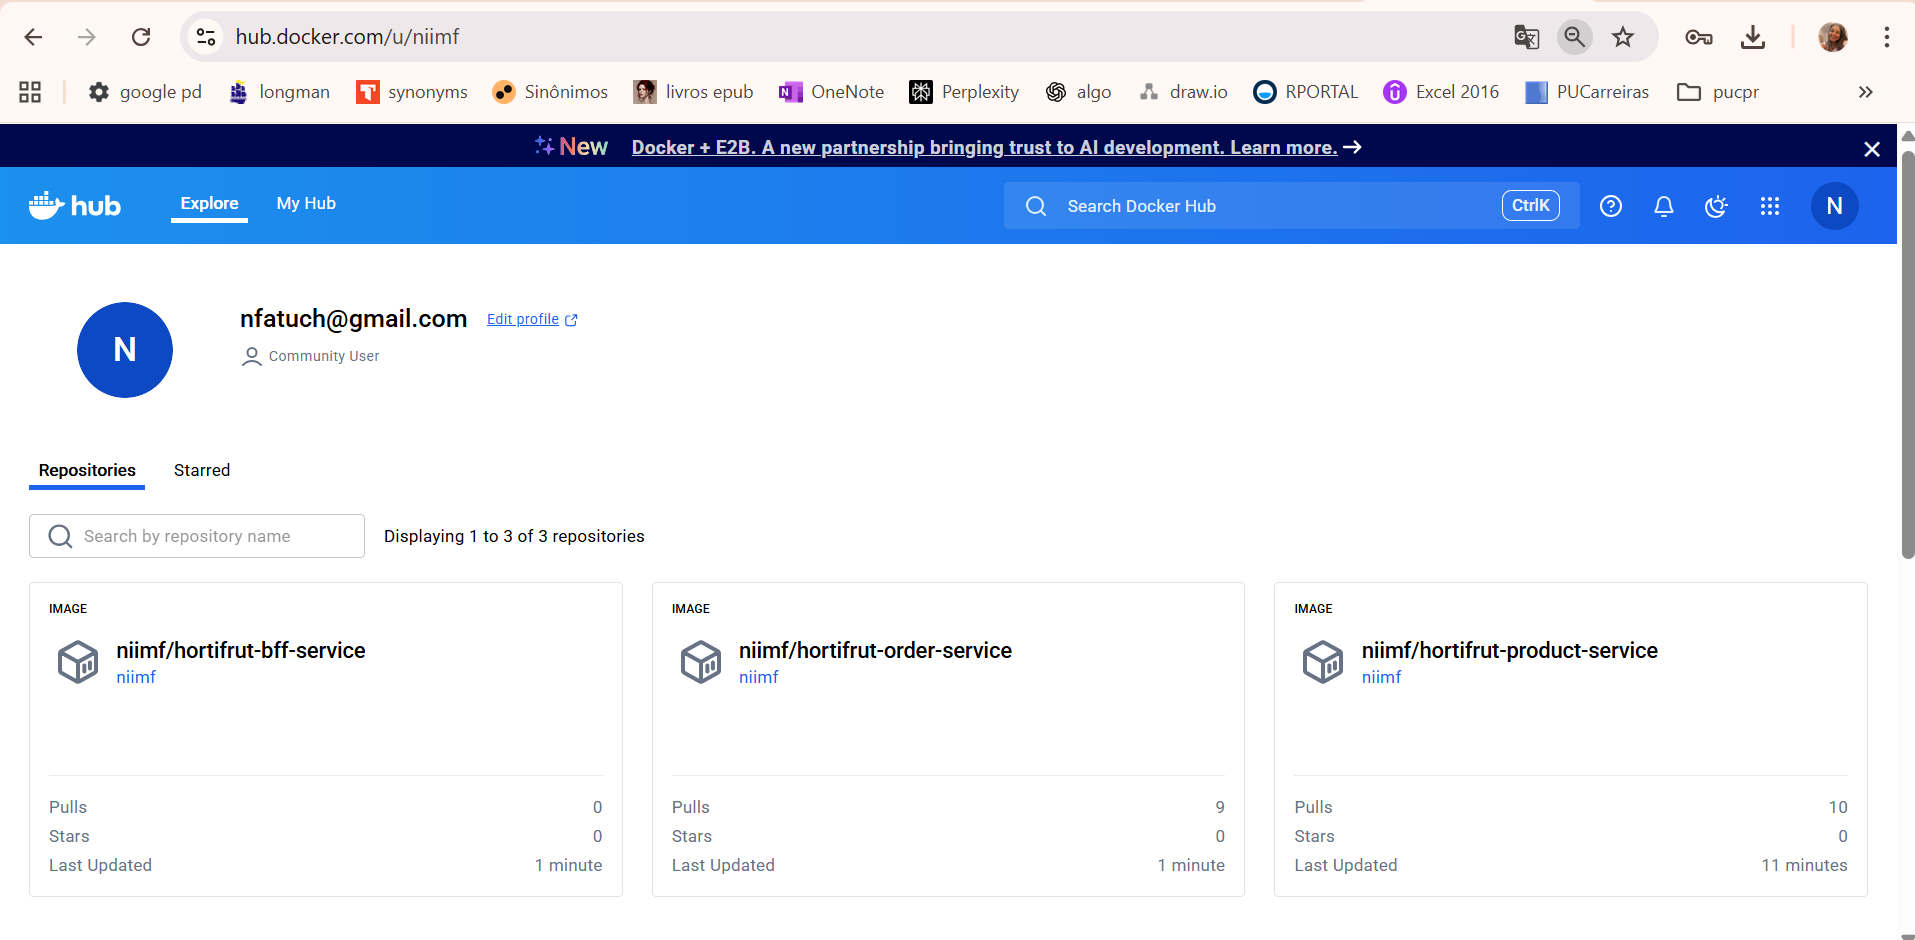 hub.docker.com/u/niimf
google pd longman synonyms Sinônimos livros epub OneNote Perplexity algo draw.io RPORTAL Excel 2016 PUCarreiras pucpr
New Docker + E2B. A new partnership bringing trust to AI development. Learn more.
hub Explore My Hub Search Docker Hub CtrlK N
N
nfatuch@gmail.com Edit profile
Community User
Repositories Starred
Search by repository name Displaying 1 to 3 of 3 repositories
IMAGE
niimf/hortifrut-bff-service
niimf
Pulls 0
Stars 0
Last Updated 1 minute
IMAGE
niimf/hortifrut-order-service
niimf
Pulls 9
Stars 0
Last Updated 1 minute
IMAGE
niimf/hortifrut-product-service
niimf
Pulls 10
Stars 0
Last Updated 11 minutes